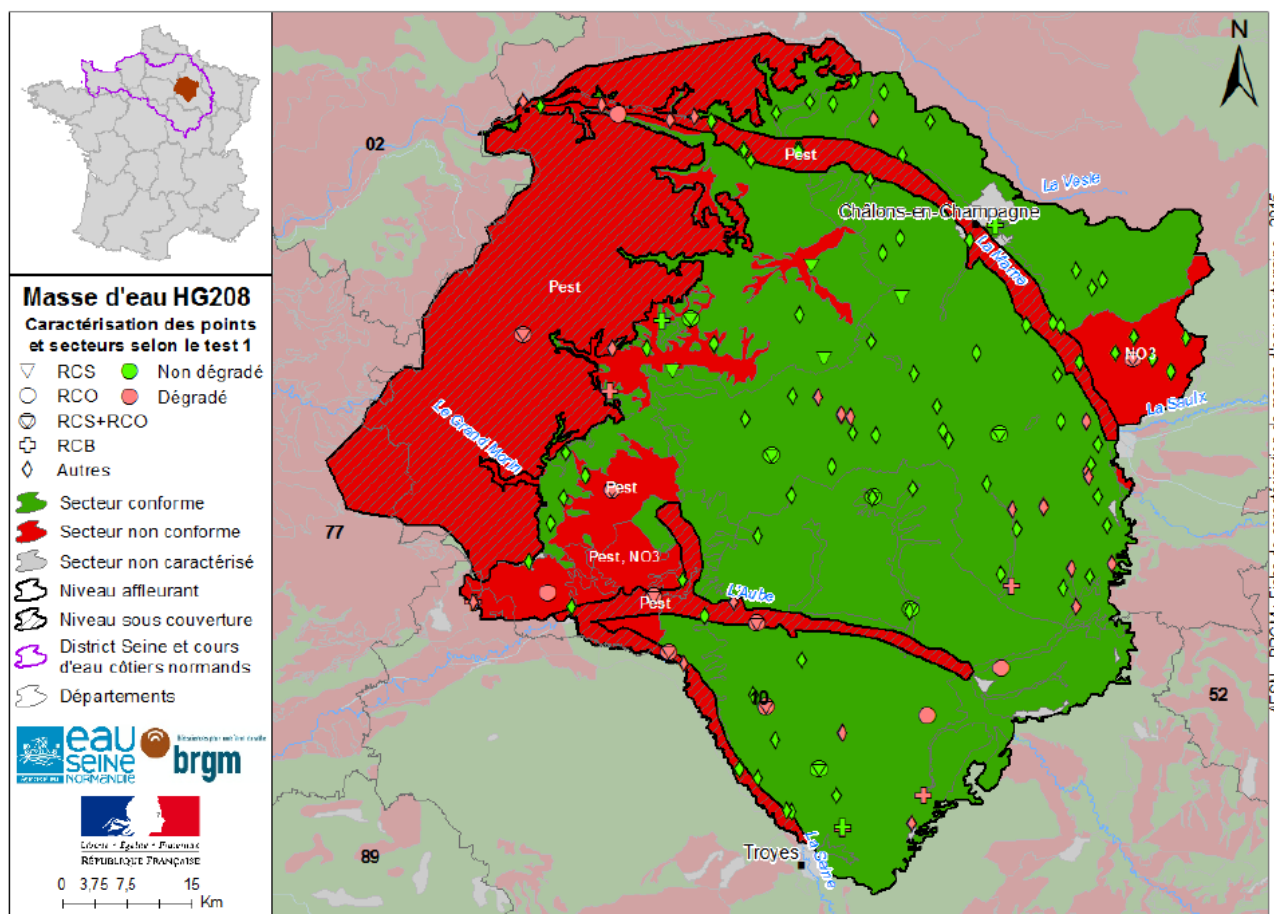 Masse d'eau HG208
Caractérisation des points
et secteurs selon le test 1
RCS
Non dégradé
RCO
Dégradé
RCS+RCO
RCB
Autres
Secteur conforme
Secteur non conforme
Secteur non caractérisé
Niveau affleurant
Niveau sous couverture
District Seine et cours
d'eau côtiers normands
Départements
eau
SEINE
NORMANDIE
brgm
Liberté • Égalité • Fraternité
RÉPUBLIQUE FRANÇAISE
0 3,75 7,5 15
Km
N
02
Pest
La Vesle
Châlons-en-Champagne
51
La Marne
Pest
NO3
La Saulx
Le Grand Morin
Pest
77
Pest, NO3
Pest
L'Aube
10
52
89
Troyes
La Seine